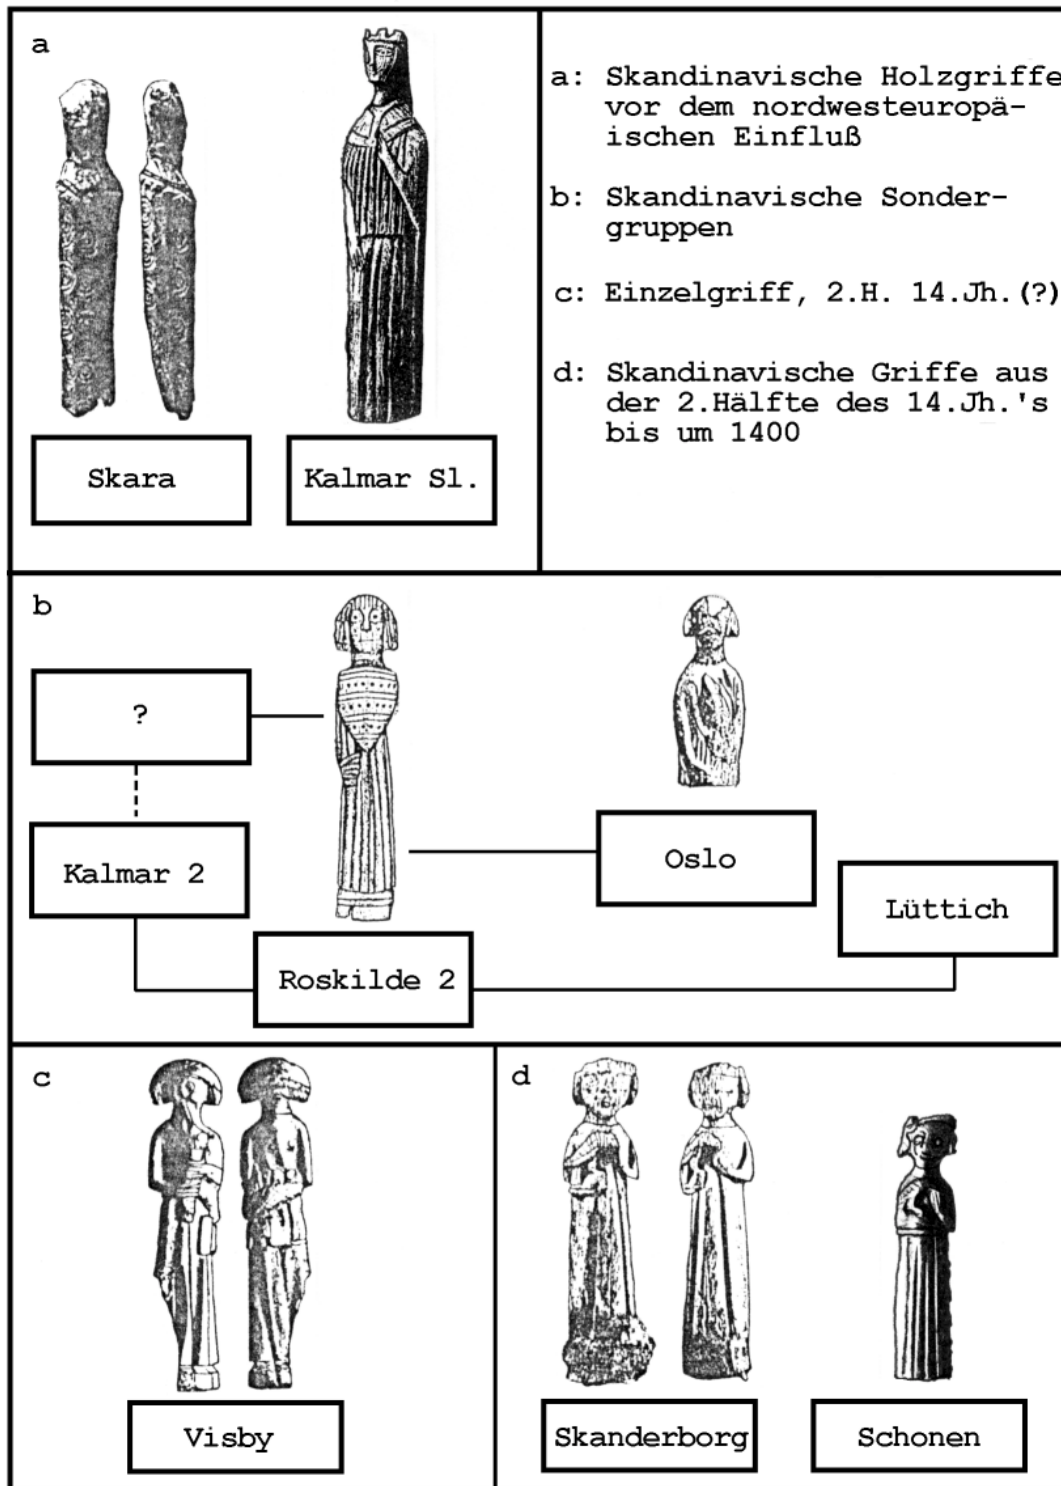 a
Skara
Kalmar Sl.
a: Skandinavische Holzgriffe
vor dem nordwesteuropä-
ischen Einfluß
b: Skandinavische Sonder-
gruppen
c: Einzelgriff, 2.H. 14.Jh.(?)
d: Skandinavische Griffe aus
der 2.Hälfte des 14.Jh.'s
bis um 1400
b
?
Kalmar 2
Oslo
Lüttich
Roskilde 2
c
Visby
d
Skanderborg
Schonen